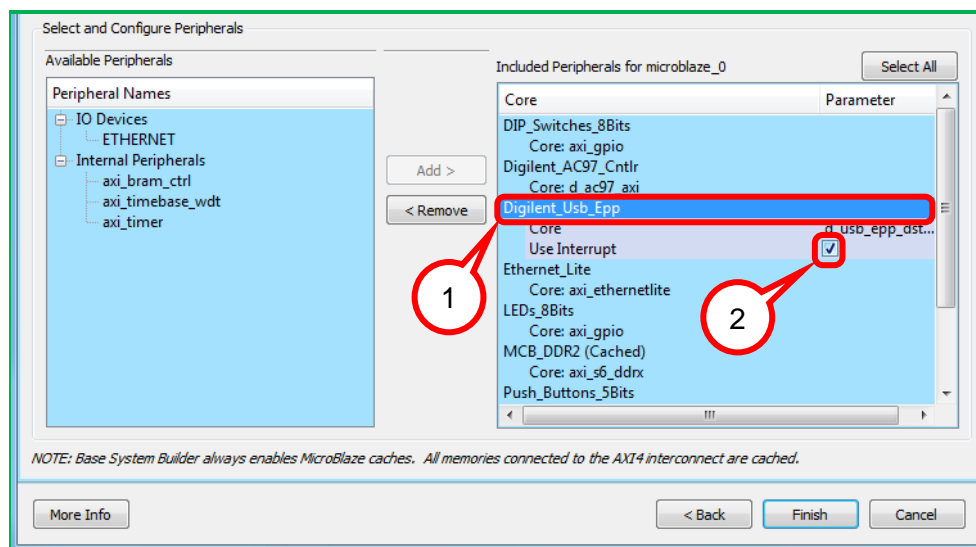 Select and Configure Peripherals
Available Peripherals
Peripheral Names
IO Devices
ETHERNET
Internal Peripherals
axi_bram_ctrl
axi_timebase_wdt
axi_timer
Add >
< Remove
Included Peripherals for microblaze_0
Select All
Core Parameter
DIP_Switches_8Bits
Core: axi_gpio
Digilent_AC97_Cntlr
Core: d_ac97_axi
Digilent_Usb_Epp
Core d_usb_epp_dst...
Use Interrupt
Ethernet_Lite
Core: axi_ethernetlite
LEDs_8Bits
Core: axi_gpio
MCB_DDR2 (Cached)
Core: axi_s6_ddrx
Push_Buttons_5Bits
1
2
NOTE: Base System Builder always enables MicroBlaze caches. All memories connected to the AXI4 interconnect are cached.
More Info
< Back
Finish
Cancel